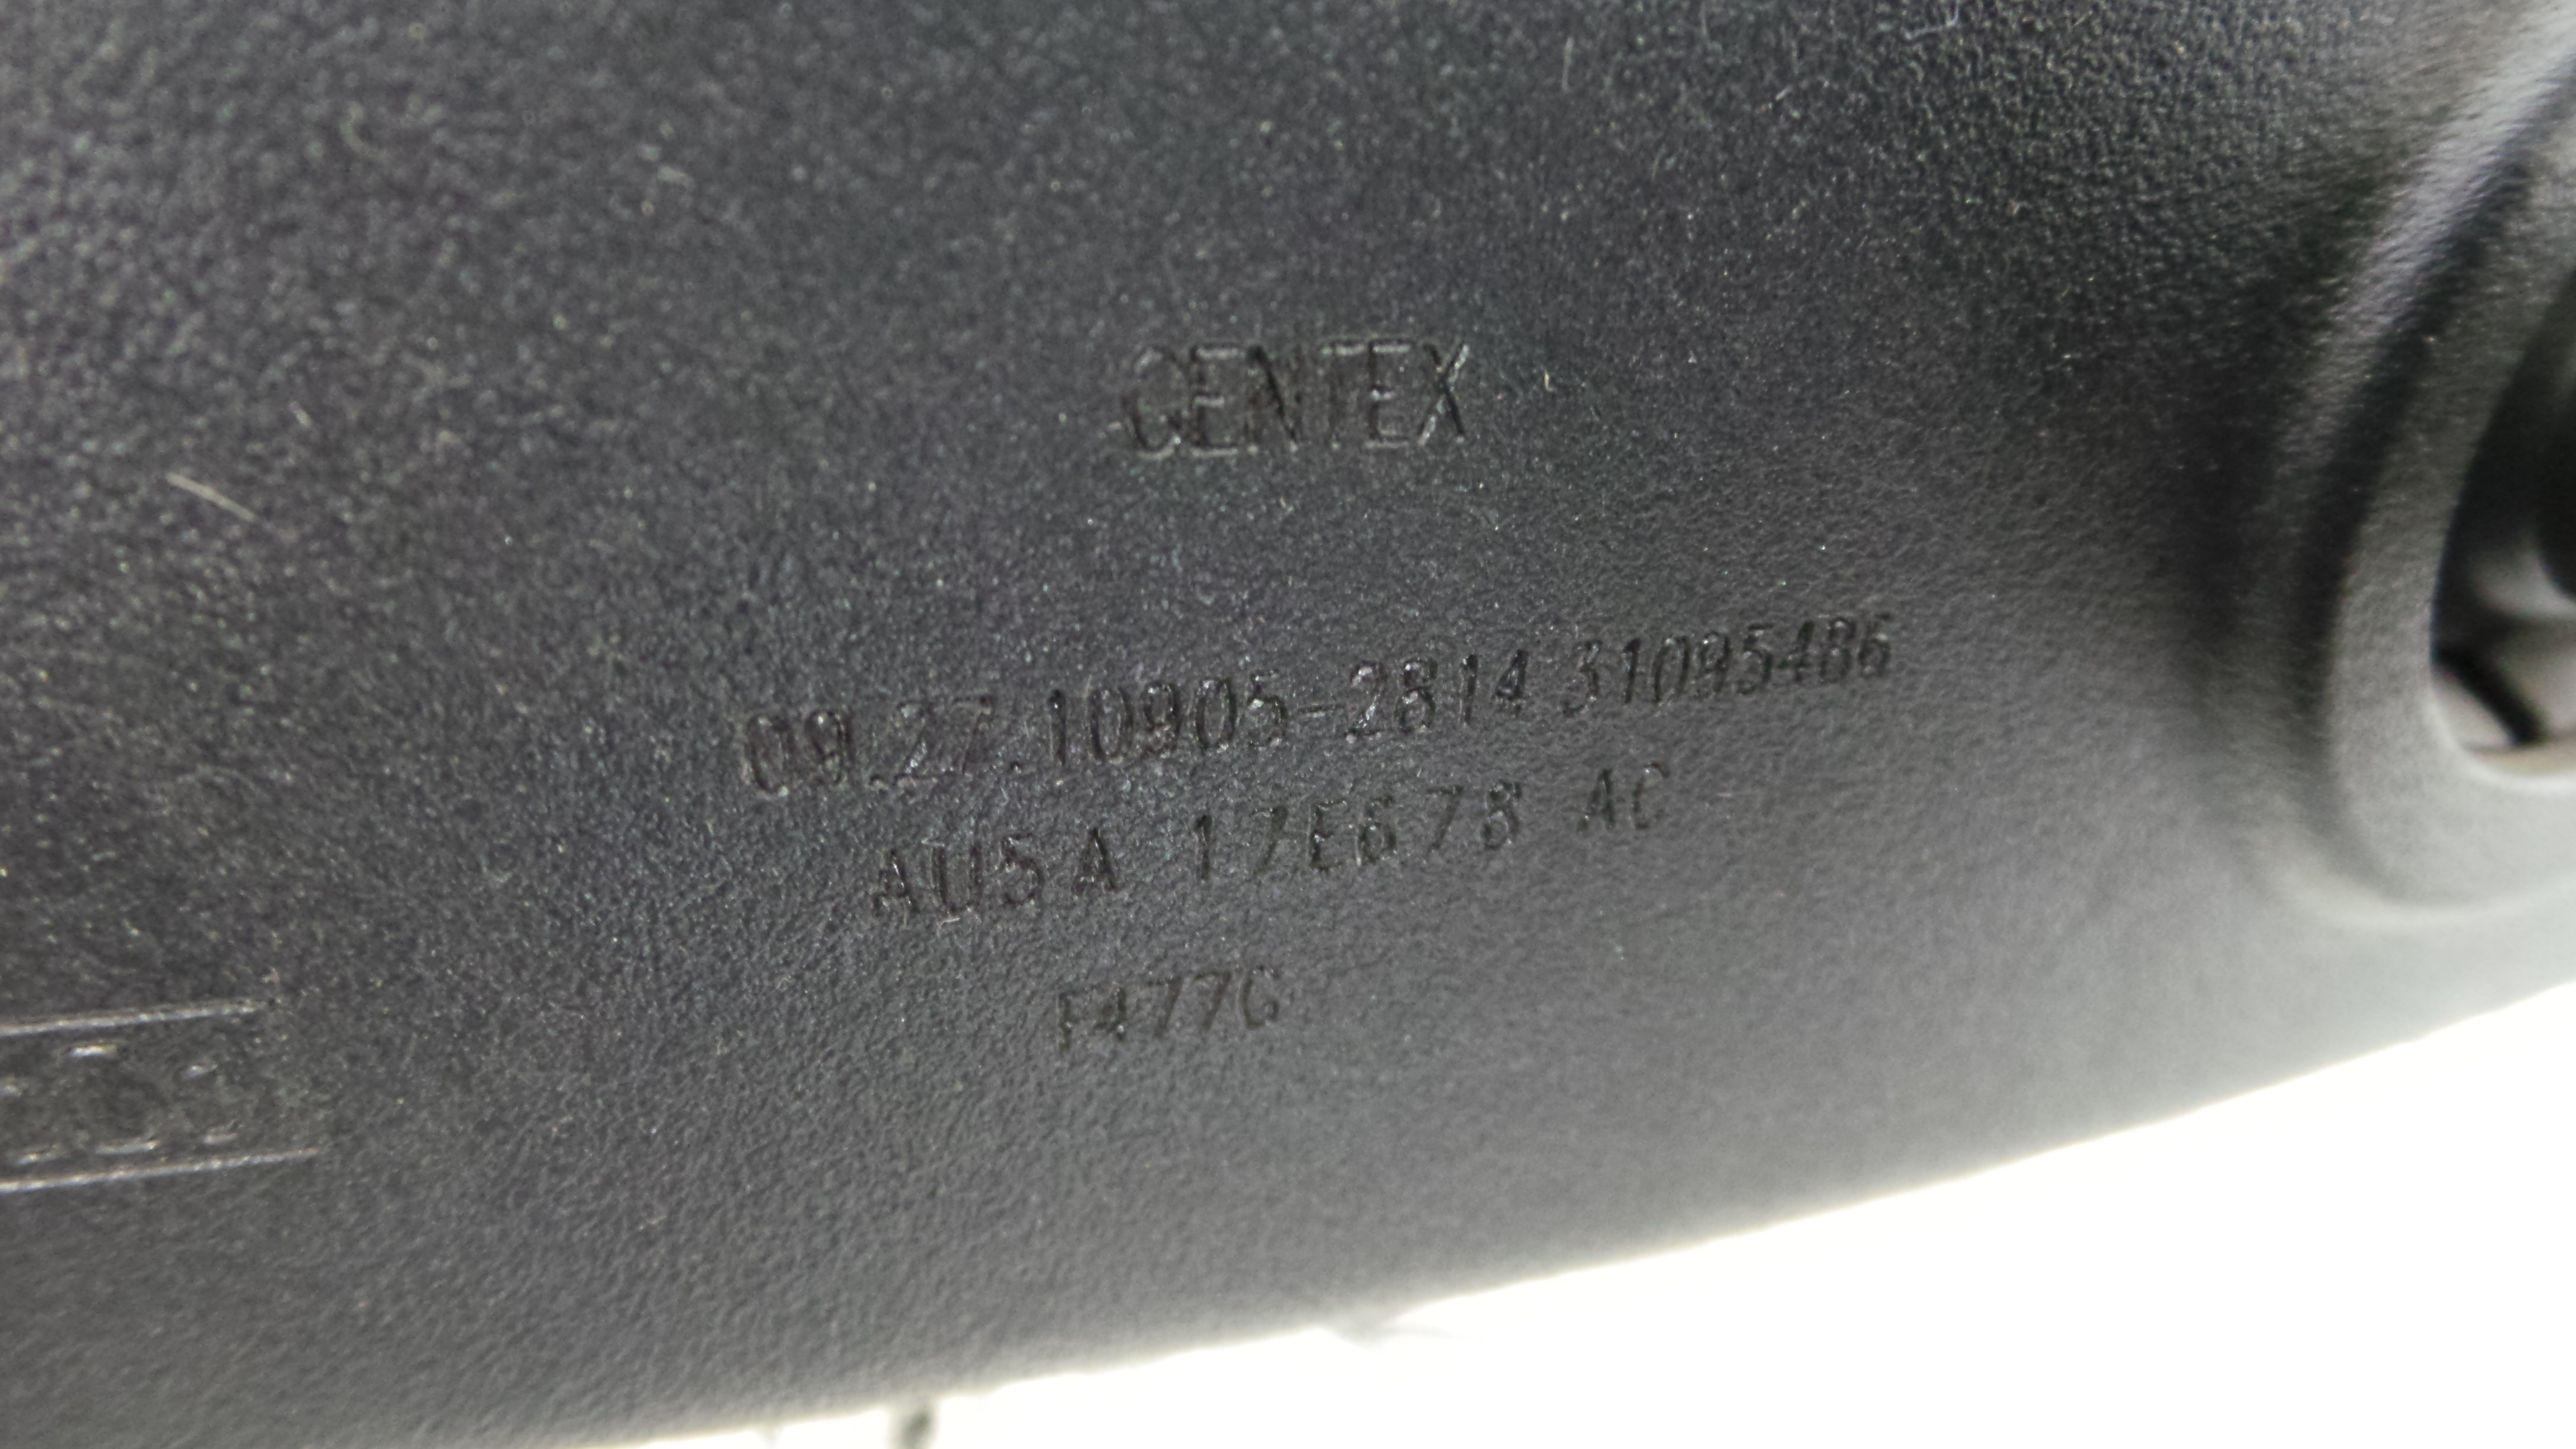 GENTEX
09.27.10905-2814 31095486
AU5A 17E678 AC
F477C